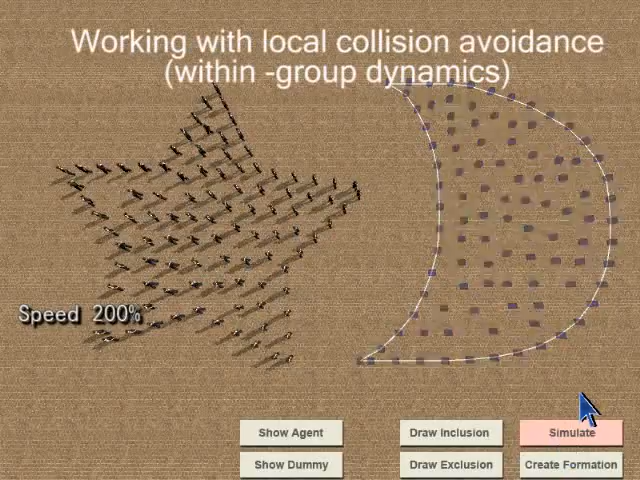 Working with local collision avoidance
(within -group dynamics)
Speed 200%
Show Agent
Draw Inclusion
Simulate
Show Dummy
Draw Exclusion
Create Formation